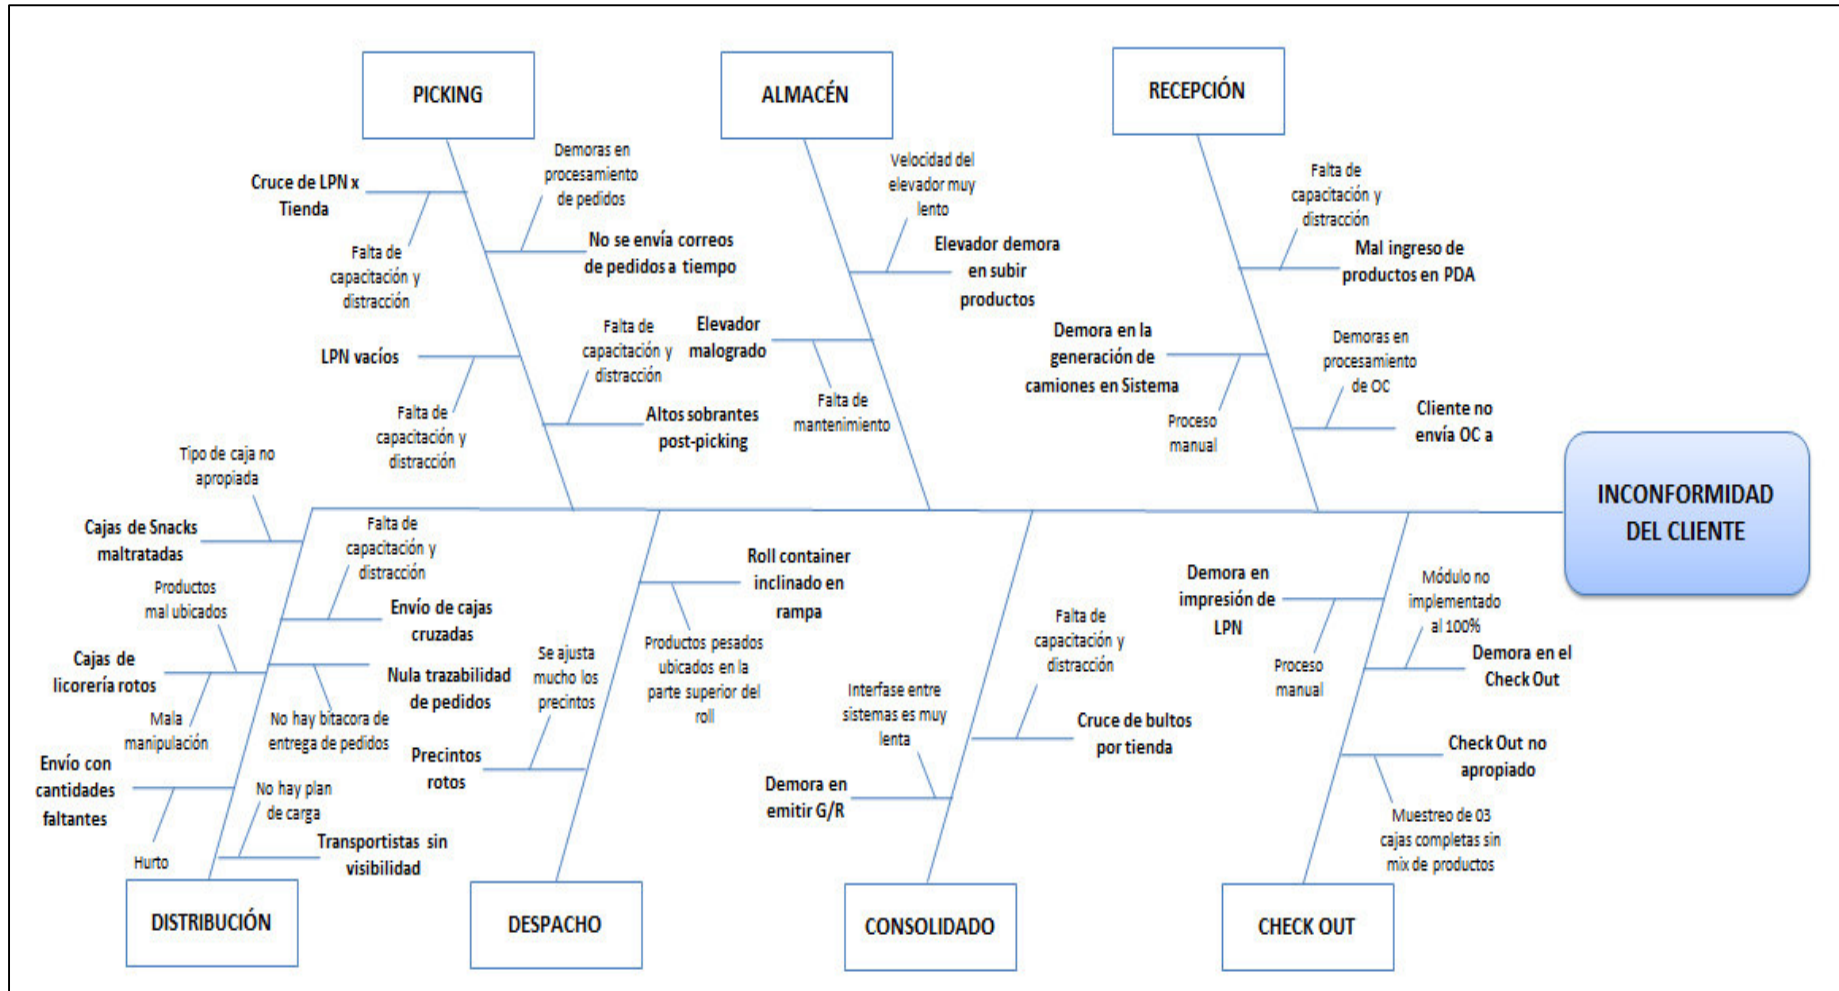 PICKING
ALMACÉN
RECEPCIÓN
Cruce de LPN x
Tienda
Falta de
capacitación y
distracción
Demoras en
procesamiento
de pedidos
No se envía correos
de pedidos a tiempo
LPN vacíos
Falta de
capacitación y
distracción
Falta de
capacitación y
distracción
Altos sobrantes
post-picking
Velocidad del
elevador muy
lento
Elevador demora
en subir
productos
Elevador
malogrado
Falta de
mantenimiento
Falta de
capacitación y
distracción
Mal ingreso de
productos en PDA
Demora en la
generación de
camiones en Sistema
Proceso
manual
Demoras en
procesamiento
de OC
Cliente no
envía OC a
INCONFORMIDAD
DEL CLIENTE
Tipo de caja no
apropiada
Cajas de Snacks
maltratadas
Falta de
capacitación y
distracción
Envío de cajas
cruzadas
Productos
mal ubicados
Cajas de
licorería rotos
Mala
manipulación
Nula trazabilidad
de pedidos
No hay bitacora de
entrega de pedidos
Envío con
cantidades
faltantes
Hurto
No hay plan
de carga
Transportistas sin
visibilidad
Roll container
inclinado en
rampa
Productos pesados
ubicados en la
parte superior del
roll
Se ajusta
mucho los
precintos
Precintos
rotos
Falta de
capacitación y
distracción
Cruce de bultos
por tienda
Interfase entre
sistemas es muy
lenta
Demora en
emitir G/R
Demora en
impresión de
LPN
Proceso
manual
Módulo no
implementado
al 100%
Demora en el
Check Out
Check Out no
apropiado
Muestreo de 03
cajas completas sin
mix de productos
DISTRIBUCIÓN
DESPACHO
CONSOLIDADO
CHECK OUT